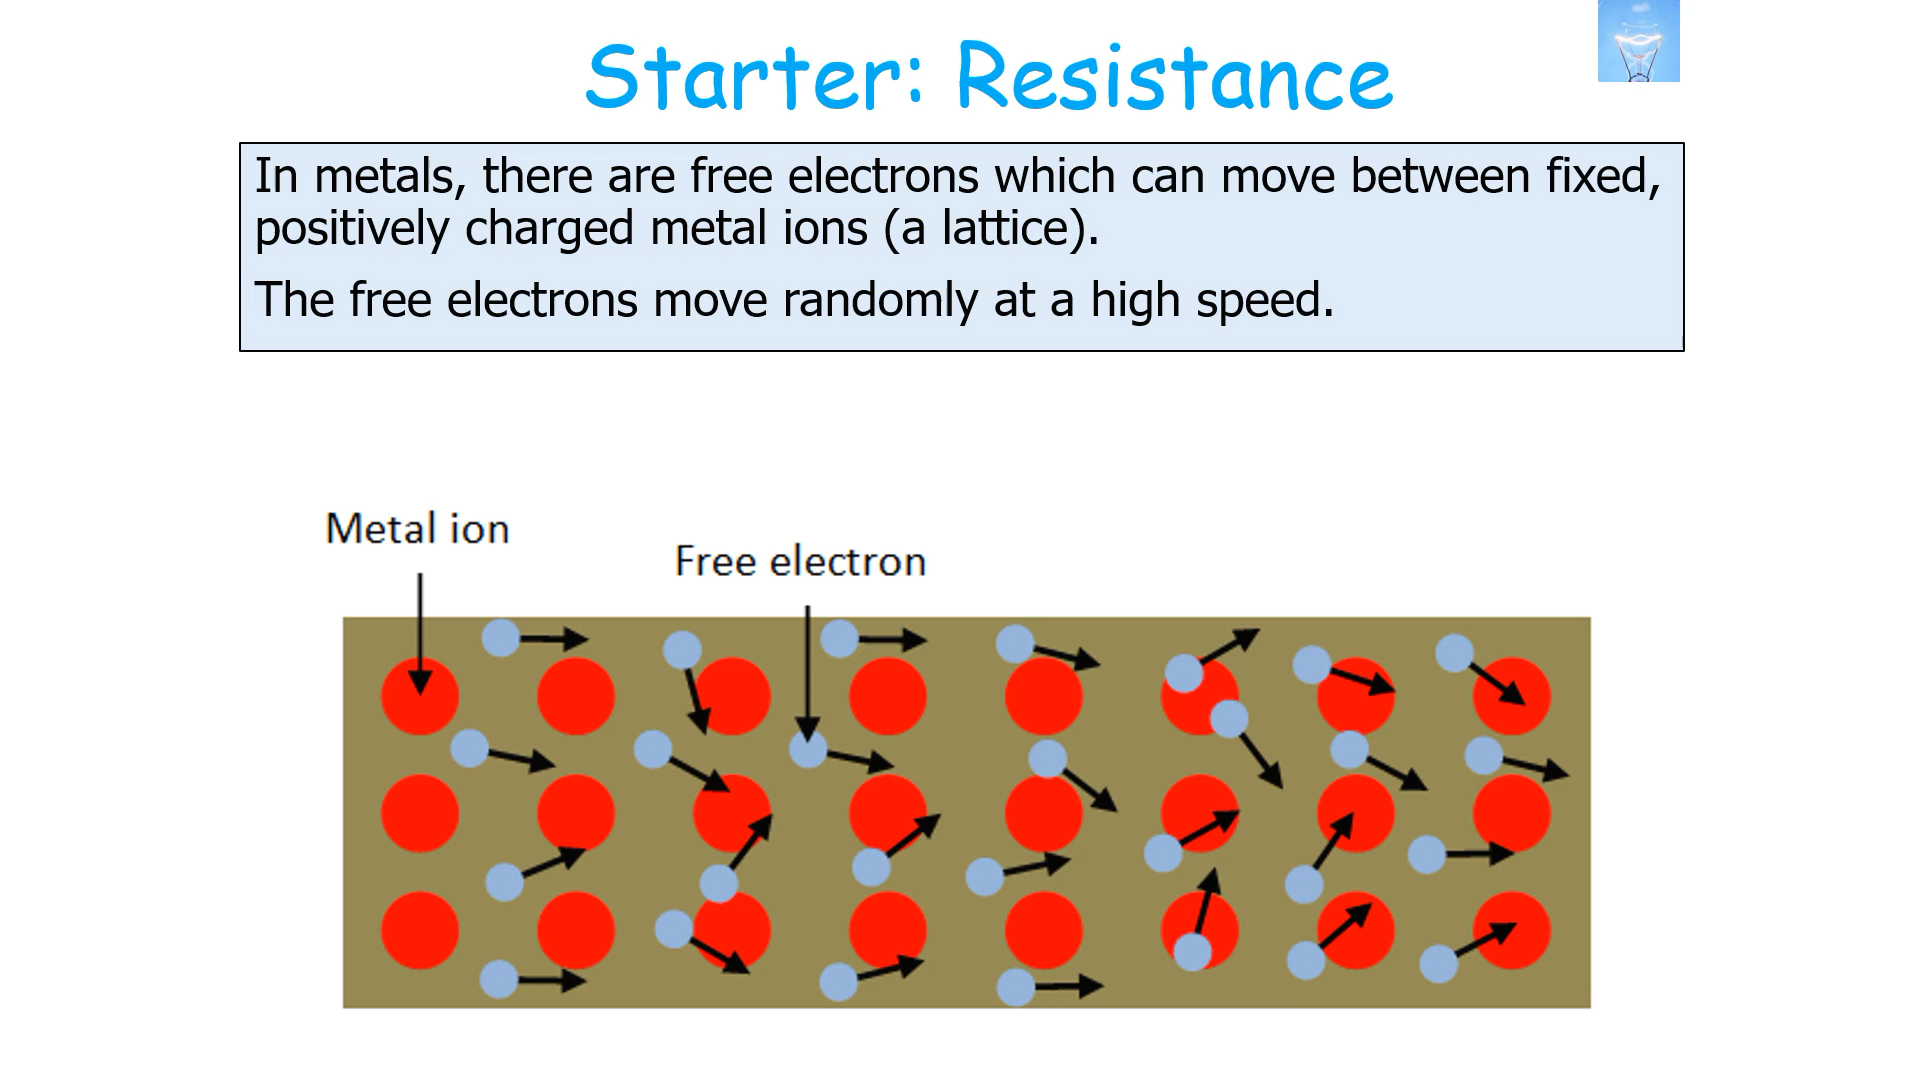 Starter: Resistance
In metals, there are free electrons which can move between fixed,
positively charged metal ions (a lattice).
The free electrons move randomly at a high speed.
Metal ion
Free electron